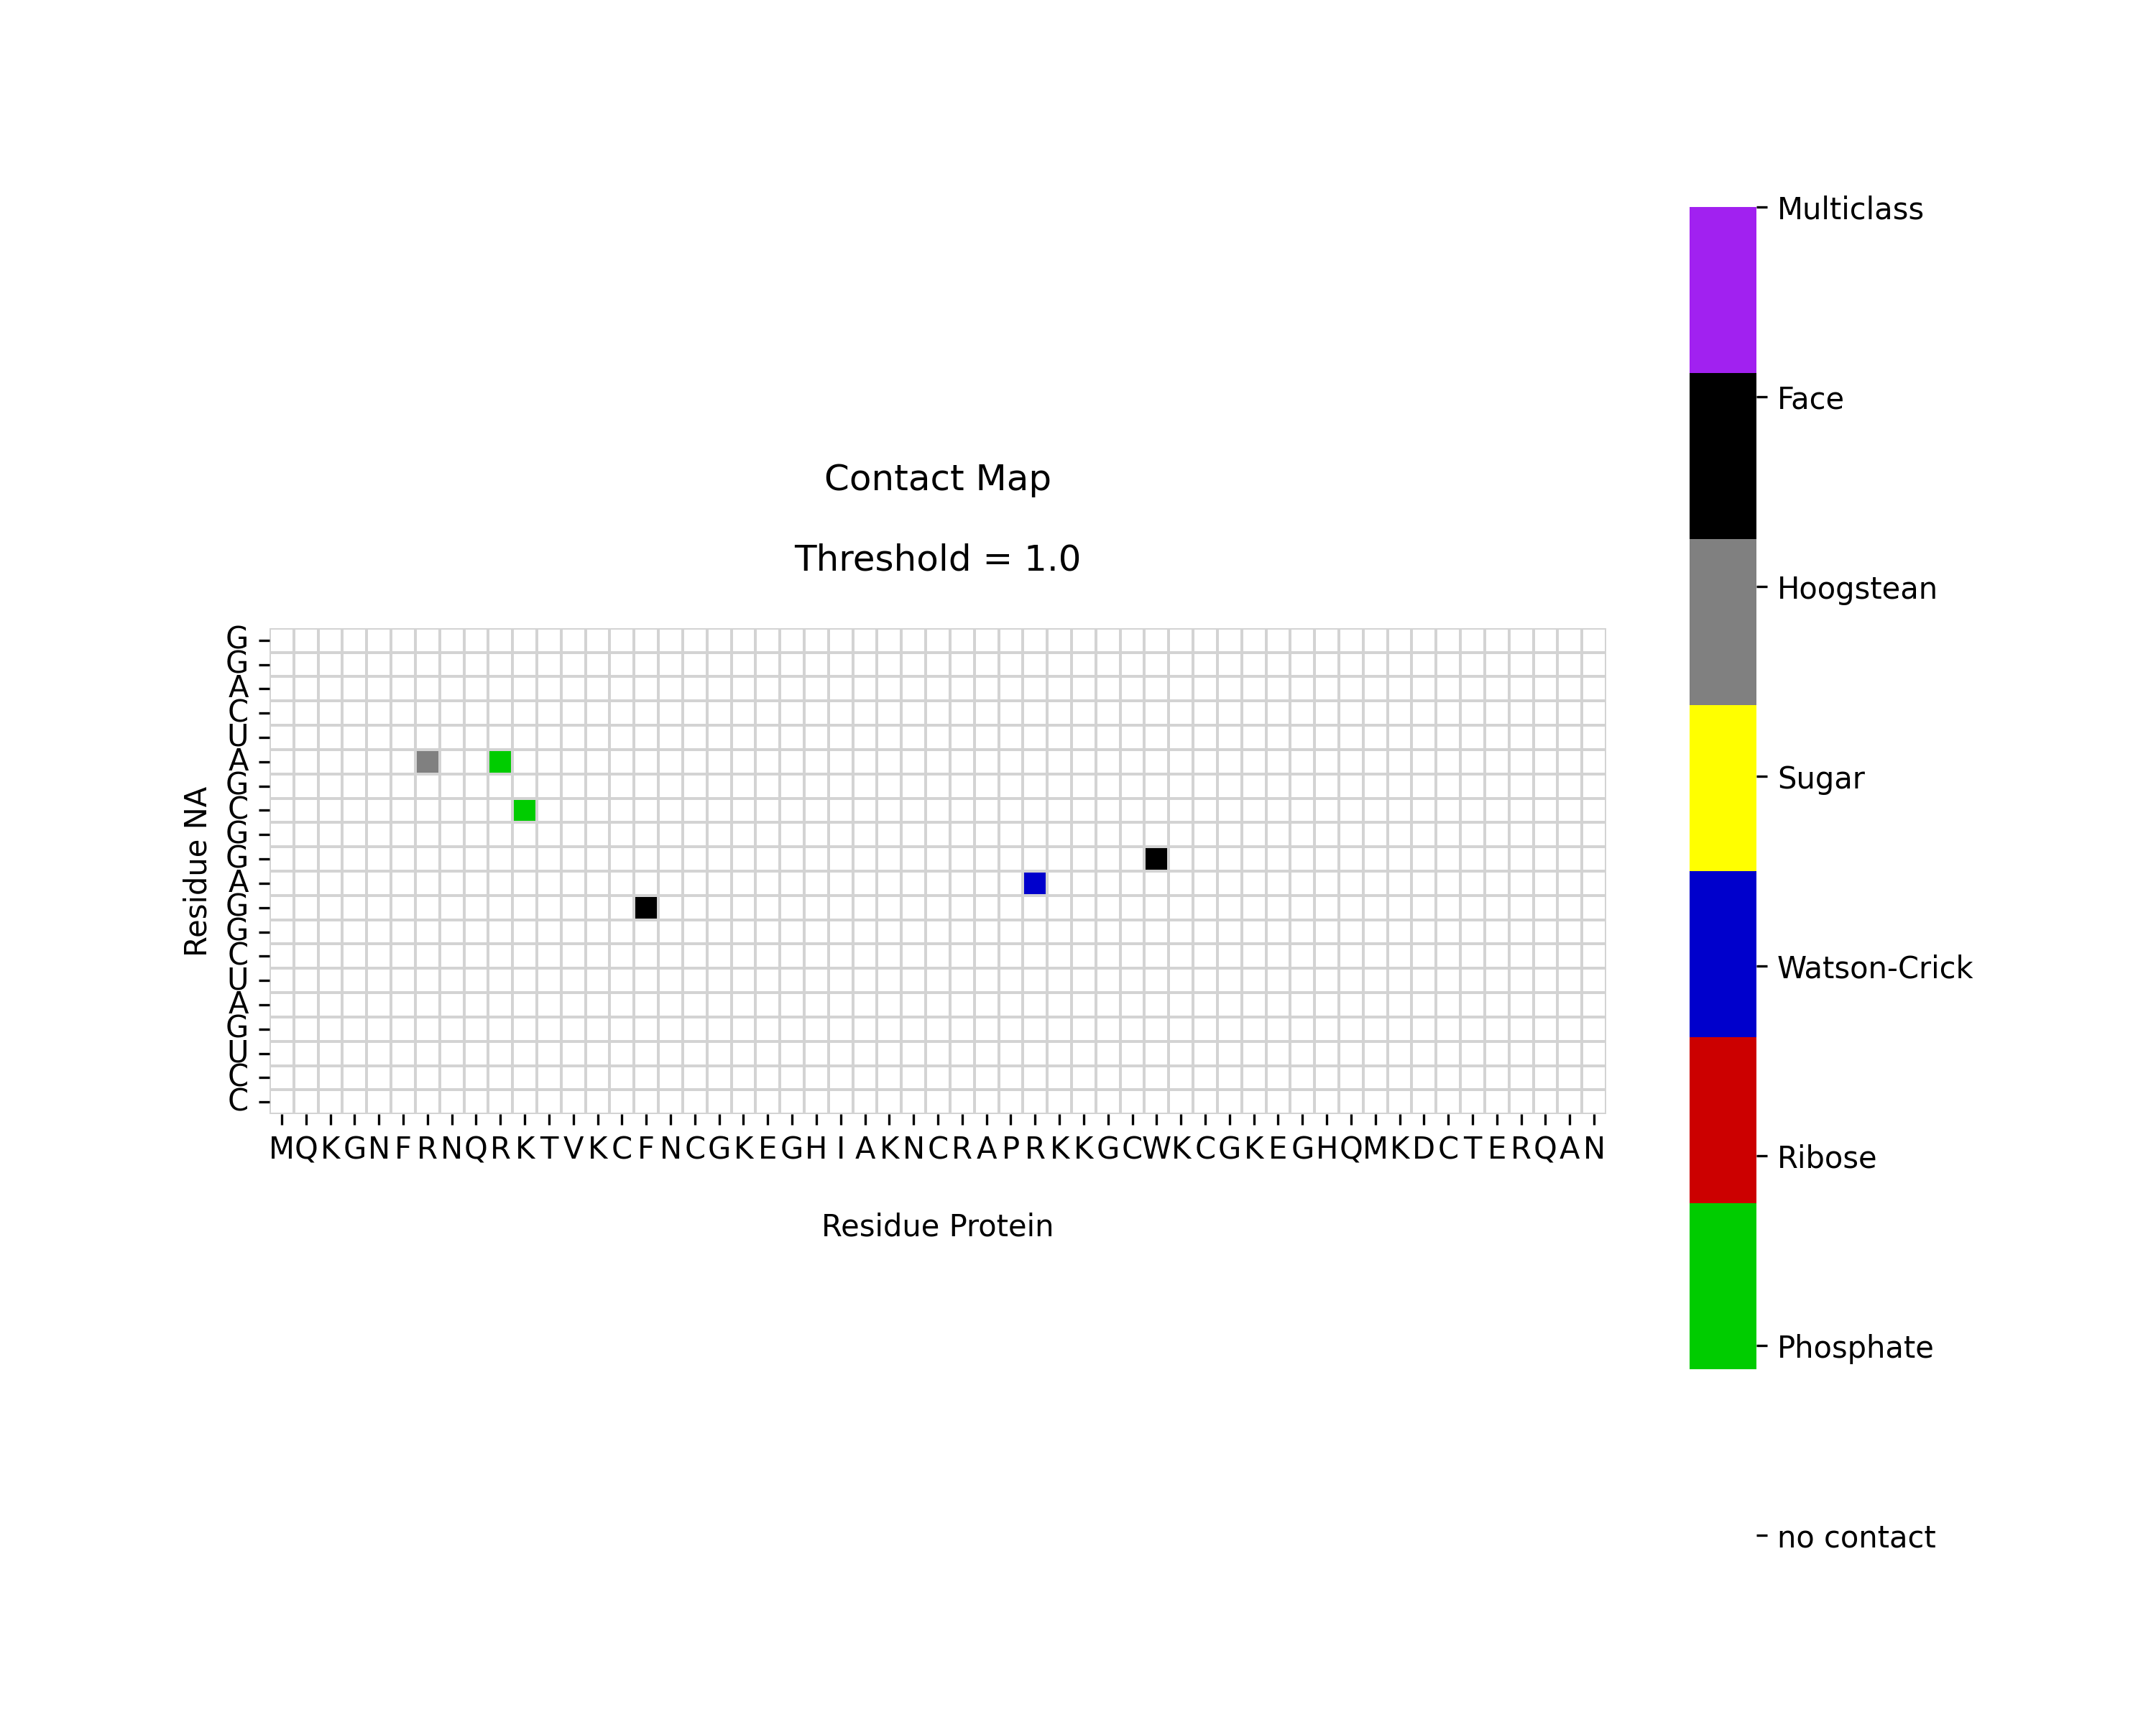 Contact Map
Threshold = 1.0
Residue NA
G
G
A
C
U
A
G
C
G
G
A
G
G
C
U
A
G
U
C
C
M Q K G N F R N Q R K T V K C F N C G K E G H I A K N C R A P R K K G C W K C G K E G H Q M K D C T E R Q A N
Residue Protein
Multiclass
Face
Hoogstean
Sugar
Watson-Crick
Ribose
Phosphate
no contact